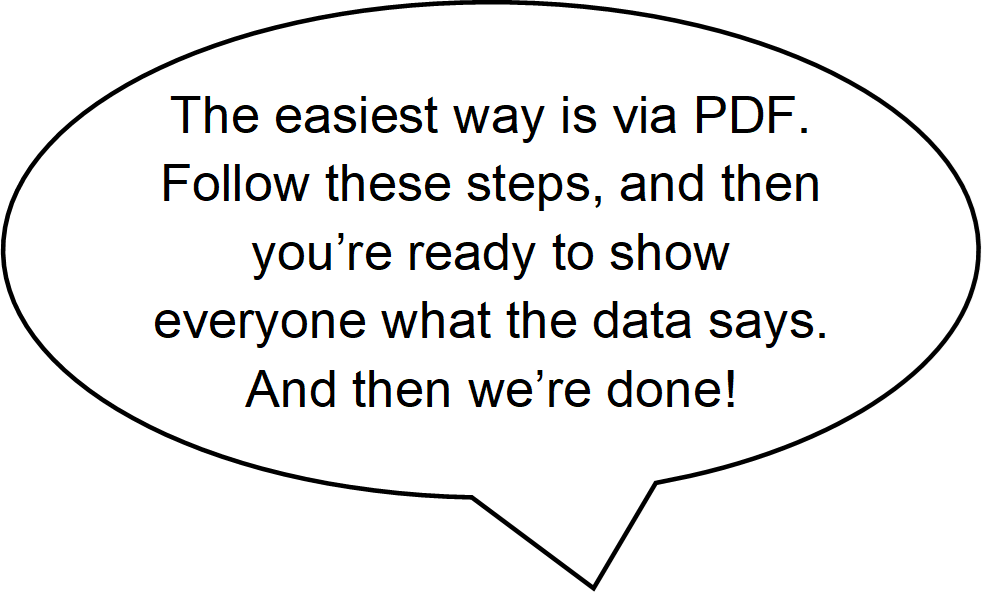 The easiest way is via PDF.
Follow these steps, and then
you’re ready to show
everyone what the data says.
And then we’re done!